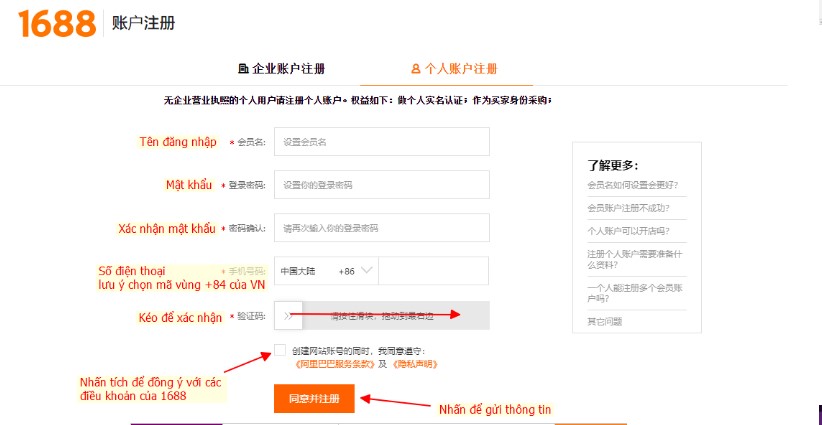 1688 账户注册
企业账户注册 个人账户注册
无企业营业执照的个人用户请注册个人账户。权益如下：做个人实名认证；作为买家身份采购；
Tên đăng nhập * 会员名: 设置会员名
Mật khẩu * 登录密码: 设置你的登录密码
Xác nhận mật khẩu * 密码确认: 请再次输入你的登录密码
Số điện thoại * 手机号码: 中国大陆 +86
lưu ý chọn mã vùng +84 của VN
Kéo để xác nhận * 验证码: 请按住滑块，拖动到最右边
创建网站账号的同时，我同意遵守：
《阿里巴巴服务条款》及《隐私声明》
Nhấn tích để đồng ý với các
điều khoản của 1688
同意并注册
Nhấn để gửi thông tin
了解更多：
会员名如何设置会更好?
会员账户注册不成功?
个人账户可以开店吗?
注册个人账户需要准备什
么资料?
一个人能注册多个会员账
户吗?
其它问题